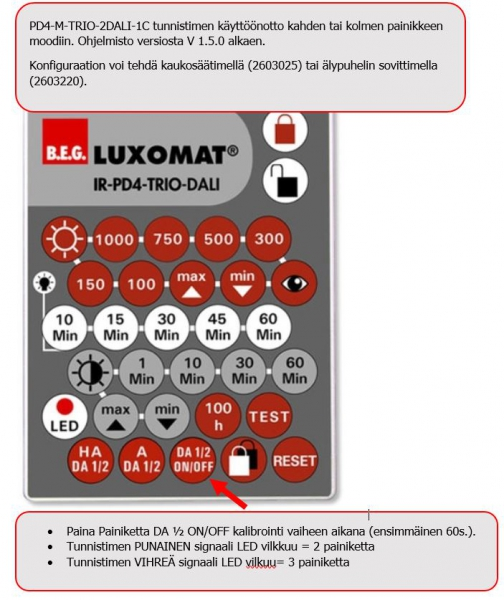 PD4-M-TRIO-2DALI-1C tunnistimen käyttöönotto kahden tai kolmen painikkeen
moodiin. Ohjelmisto versiosta V 1.5.0 alkaen.
Konfiguraation voi tehdä kaukosäätimellä (2603025) tai älypuhelin sovittimella
(2603220).
B.E.G. LUXOMAT®
IR-PD4-TRIO-DALI
1000 750 500 300
150 100 max min
10 Min 15 Min 30 Min 45 Min 60 Min
1 Min 10 Min 30 Min 60 Min
LED max min 100 h TEST
HA DA 1/2 A DA 1/2 DA 1/2 ON/OFF RESET
• Paina Painiketta DA ½ ON/OFF kalibrointi vaiheen aikana (ensimmäinen 60s.).
• Tunnistimen PUNAINEN signaali LED vilkkuu = 2 painiketta
• Tunnistimen VIHREÄ signaali LED vilkuu= 3 painiketta